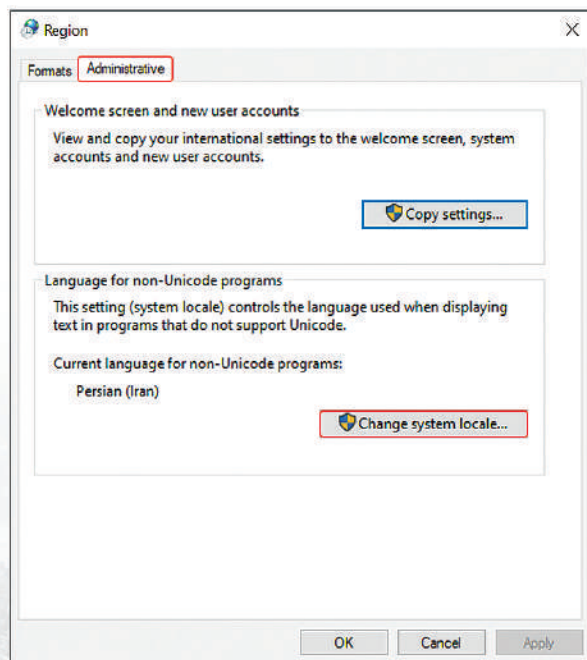 Region
Formats
Administrative
Welcome screen and new user accounts
View and copy your international settings to the welcome screen, system
accounts and new user accounts.
Copy settings...
Language for non-Unicode programs
This setting (system locale) controls the language used when displaying
text in programs that do not support Unicode.
Current language for non-Unicode programs:
Persian (Iran)
Change system locale...
OK
Cancel
Apply